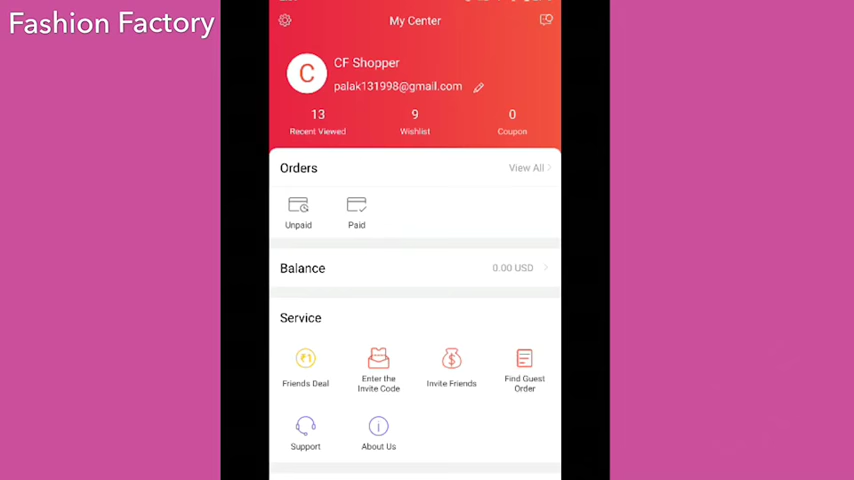 Fashion Factory
My Center
C
CF Shopper
palak131998@gmail.com
13 9 0
Recent Viewed Wishlist Coupon
Orders View All
Unpaid Paid
Balance 0.00 USD
Service
₹1 $
Friends Deal Enter the Invite Friends Find Guest
Invite Code Order
Support About Us